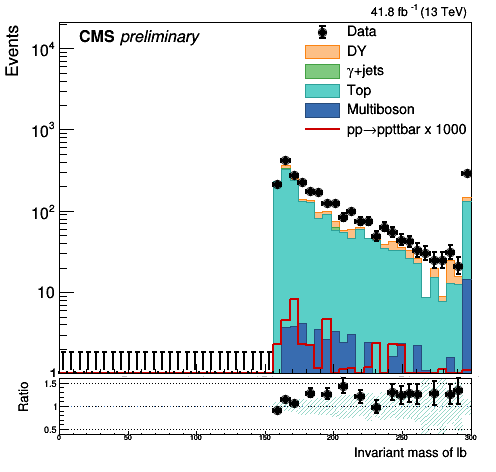 41.8 fb⁻¹ (13 TeV)
CMS preliminary
Data
DY
γ+jets
Top
Multiboson
pp→ppttbar x 1000
Events
10⁴
10³
10²
10
1
Ratio
1.5
1
0.5
0 50 100 150 200 250 300
Invariant mass of lb